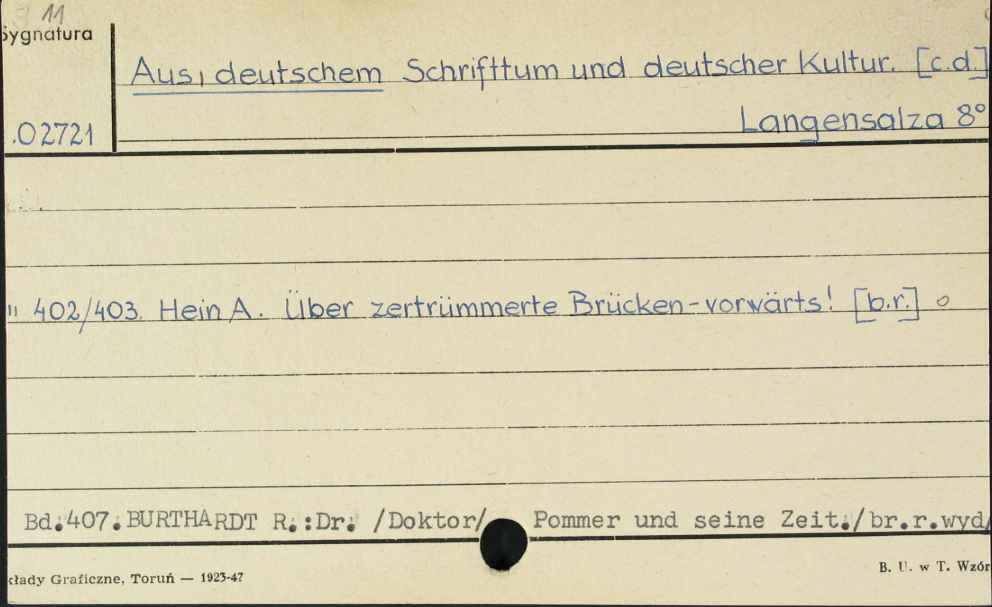 11
Sygnatura
Aus, deutschem Schrifttum und deutscher Kultur. [c.d.]
.02721
Langensalza 8°
" 402/403. Hein A. Über zertrümmerte Brücken - vorwärts! [b.r.] o
Bd.407. BURTHARDT R.:Dr. /Doktor/ Pommer und seine Zeit./br.r.wyd/
kłady Graficzne, Toruń — 1923-47
B. U. w T. Wzór